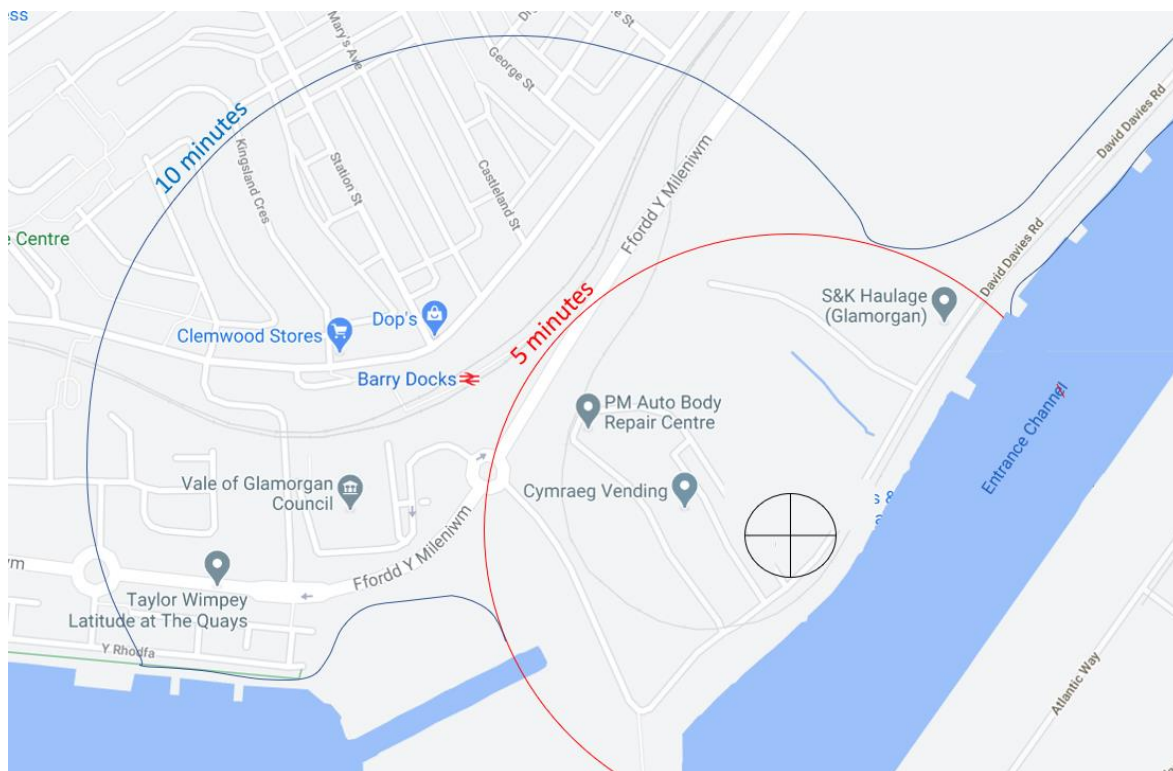 ess
Mary's Ave
George St
10 minutes
Kingsland Cres
Station St
Castleland St
Ffordd Y Mileniwm
David Davies Rd
David Davies Rd
e Centre
5 minutes
S&K Haulage
(Glamorgan)
Dop's
Clemwood Stores
Barry Docks
PM Auto Body
Repair Centre
Entrance Channel
Vale of Glamorgan
Council
Cymraeg Vending
s &
Ffordd Y Mileniwm
wm
Taylor Wimpey
Latitude at The Quays
Y Rhodfa
Atlantic Way